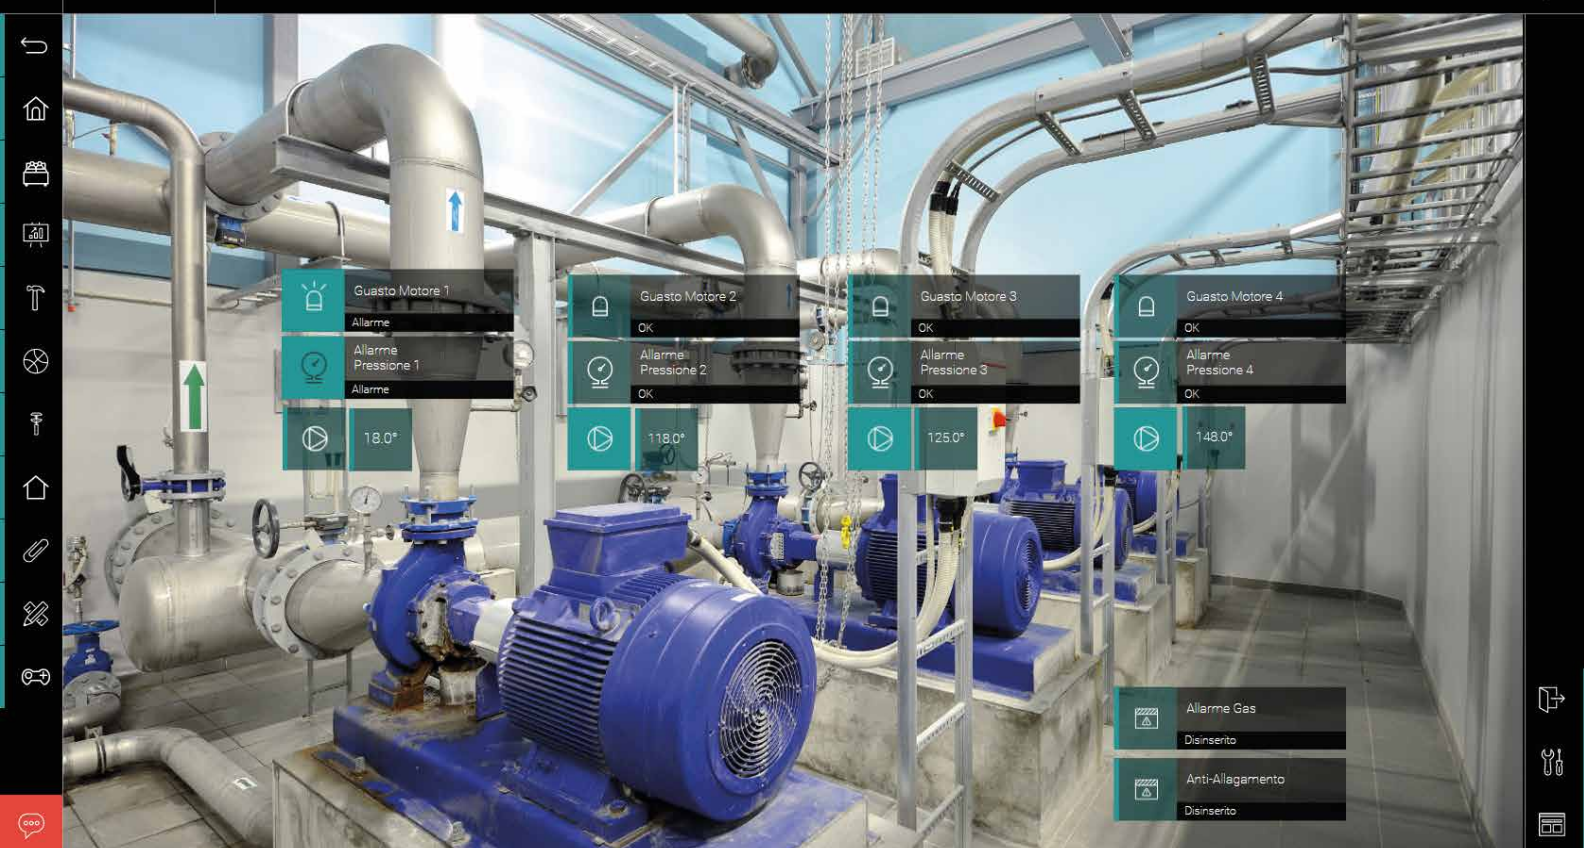 Guasto Motore 1
Allarme
Allarme
Pressione 1
Allarme
18.0°
Guasto Motore 2
OK
Allarme
Pressione 2
OK
118.0°
Guasto Motore 3
OK
Allarme
Pressione 3
OK
125.0°
Guasto Motore 4
OK
Allarme
Pressione 4
OK
148.0°
Allarme Gas
Disinserito
Anti-Allagamento
Disinserito